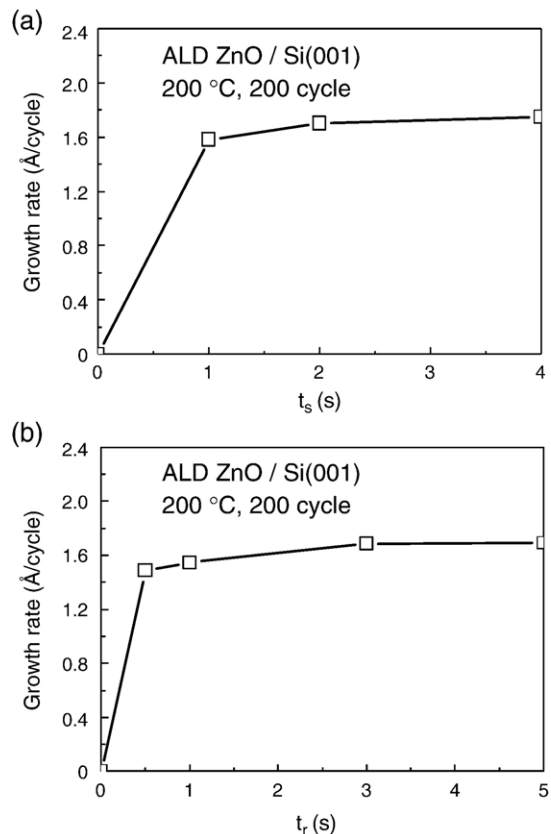 (a)
2.4
2.0
1.6
1.2
0.8
0.4
0
Growth rate (Å/cycle)
ALD ZnO / Si(001)
200 °C, 200 cycle
0 1 2 3 4
tₛ (s)
(b)
2.4
2.0
1.6
1.2
0.8
0.4
0
Growth rate (Å/cycle)
ALD ZnO / Si(001)
200 °C, 200 cycle
0 1 2 3 4 5
tᵣ (s)